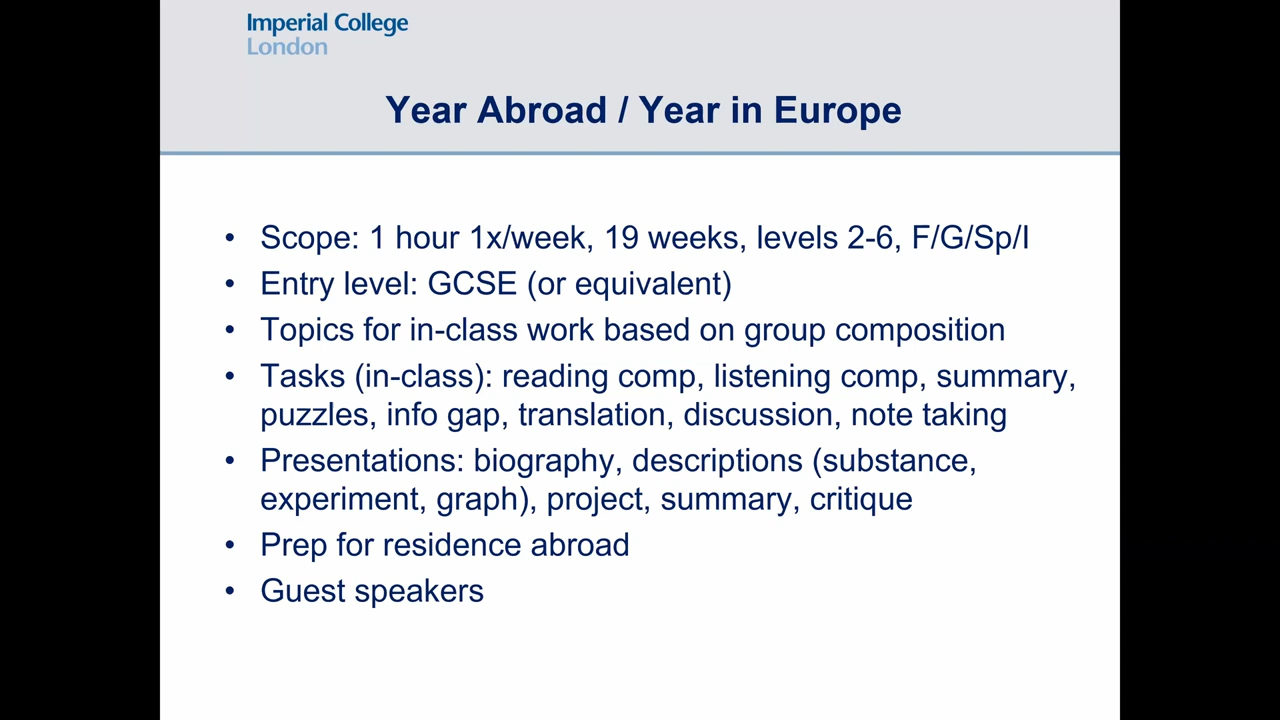 Imperial College
London
Year Abroad / Year in Europe
• Scope: 1 hour 1x/week, 19 weeks, levels 2-6, F/G/Sp/I
• Entry level: GCSE (or equivalent)
• Topics for in-class work based on group composition
• Tasks (in-class): reading comp, listening comp, summary,
puzzles, info gap, translation, discussion, note taking
• Presentations: biography, descriptions (substance,
experiment, graph), project, summary, critique
• Prep for residence abroad
• Guest speakers